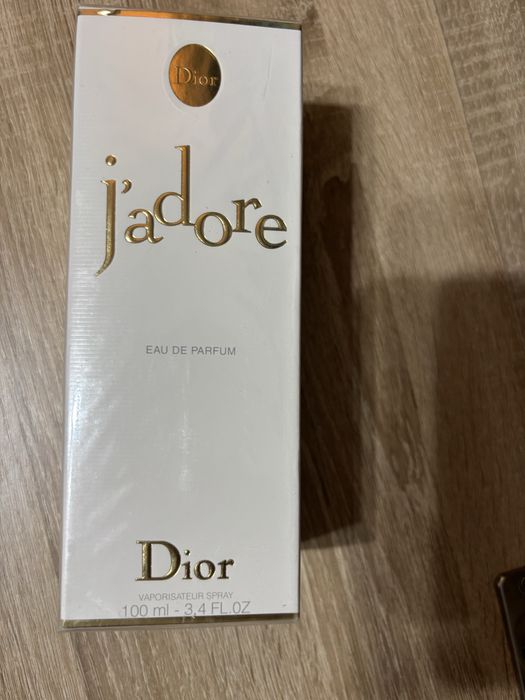 Dior
j'adore
EAU DE PARFUM
Dior
VAPORISATEUR SPRAY
100 ml - 3,4 FL.OZ